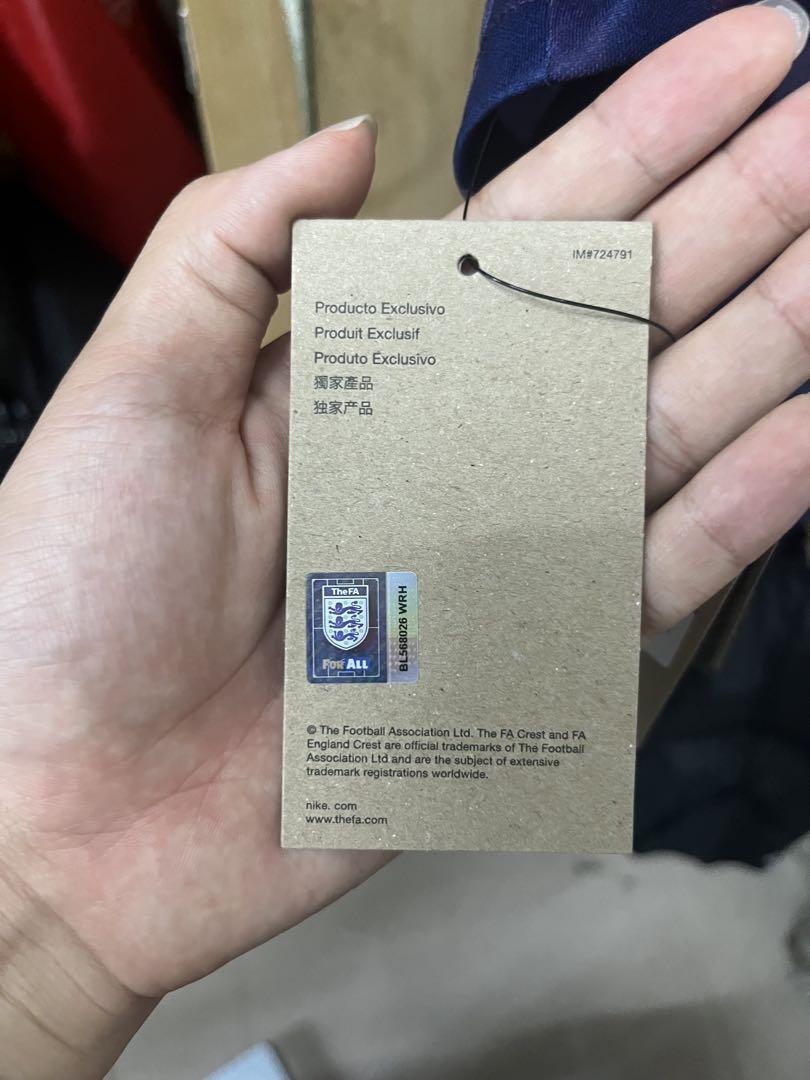 IM#724791
Producto Exclusivo
Produit Exclusif
Produto Exclusivo
獨家產品
独家产品
TheFA
FOR ALL
BL568026 WRH
© The Football Association Ltd. The FA Crest and FA
England Crest are official trademarks of The Football
Association Ltd and are the subject of extensive
trademark registrations worldwide.
nike. com
www.thefa.com